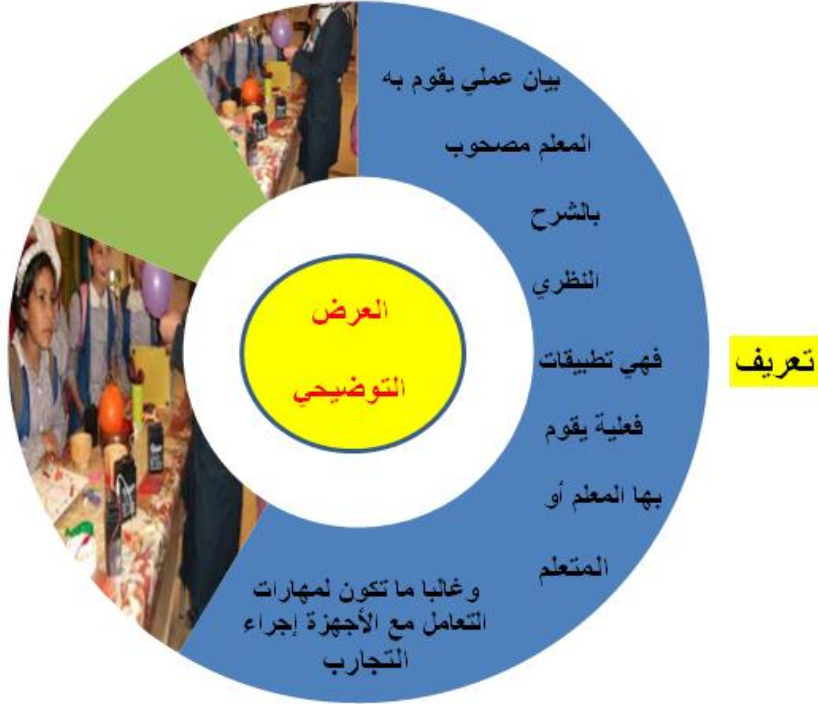 تعريف
العرض
التوضيحي
بيان عملي يقوم به
المعلم مصحوب
بالشرح
النظري
فهي تطبيقات
فعلية يقوم
بها المعلم أو
المتعلم
وغالبا ما تكون لمهارات
التعامل مع الأجهزة إجراء
التجارب